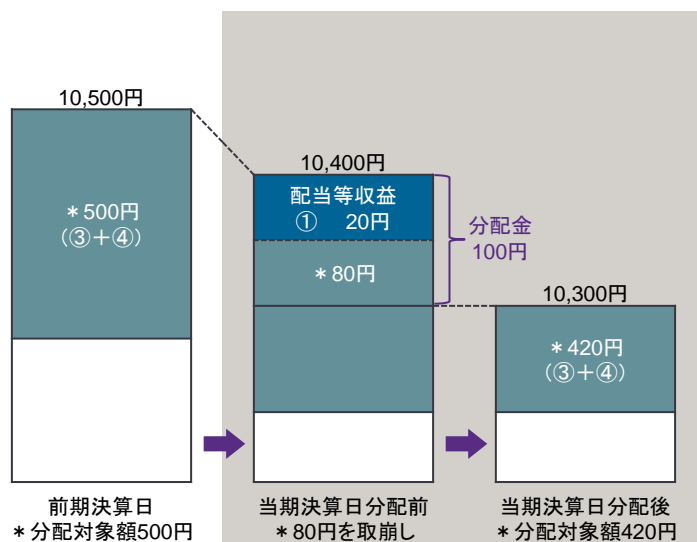 10,500円
＊500円
（③＋④）
前期決算日
＊分配対象額500円
10,400円
配当等収益
① 20円
＊80円
分配金
100円
当期決算日分配前
＊80円を取崩し
10,300円
＊420円
（③＋④）
当期決算日分配後
＊分配対象額420円